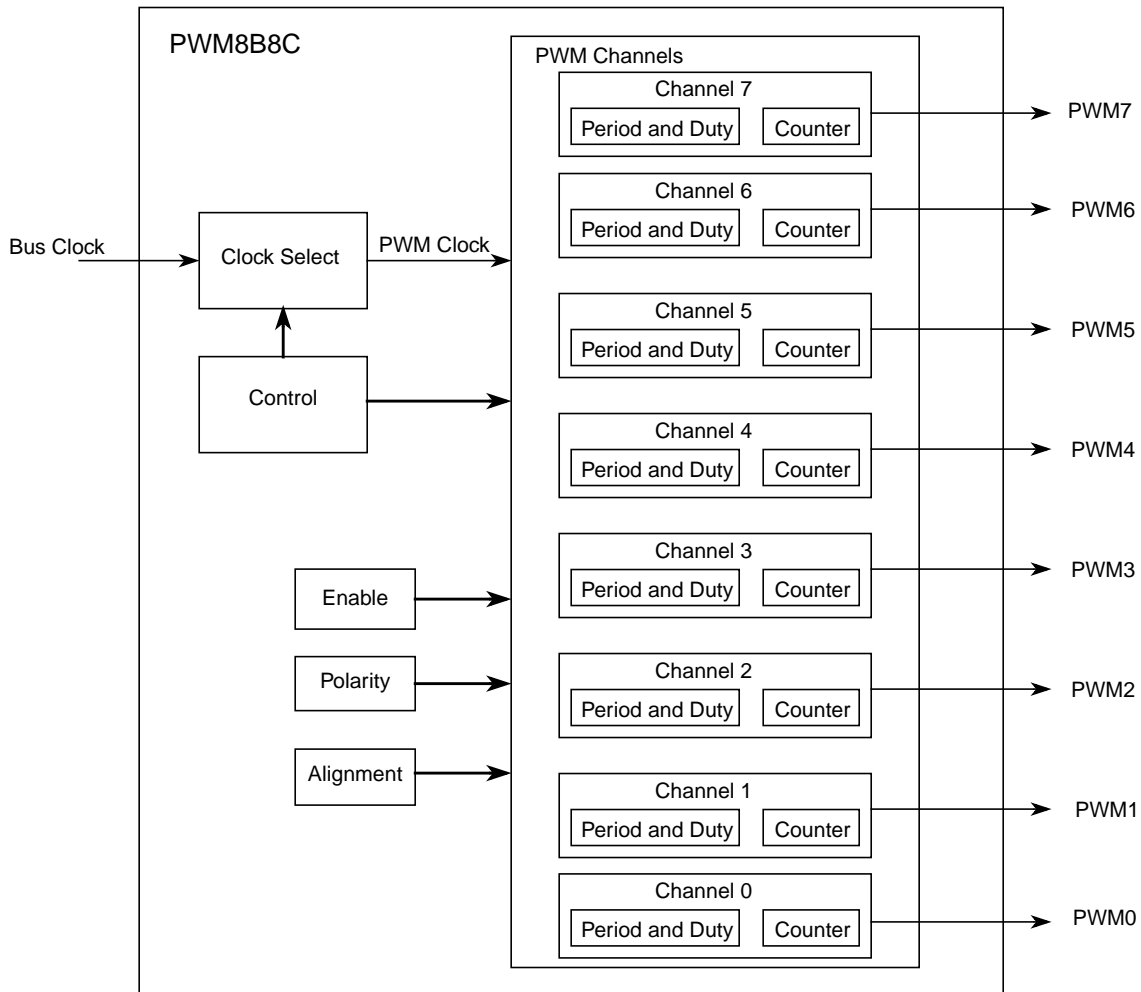 PWM8B8C
PWM Channels
Channel 7
Period and Duty
Counter
PWM7
Channel 6
Period and Duty
Counter
PWM6
Bus Clock
Clock Select
PWM Clock
Channel 5
Period and Duty
Counter
PWM5
Control
Channel 4
Period and Duty
Counter
PWM4
Channel 3
Period and Duty
Counter
PWM3
Enable
Polarity
Channel 2
Period and Duty
Counter
PWM2
Alignment
Channel 1
Period and Duty
Counter
PWM1
Channel 0
Period and Duty
Counter
PWM0